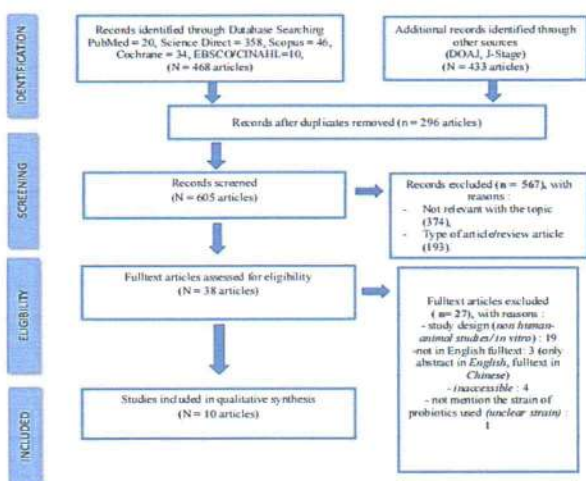 IDENTIFICATION
Records identified through Database Searching
PubMed = 20, Science Direct = 358, Scopus = 46,
Cochrane = 34, EBSCO/CINAHL=10,
(N = 468 articles)
Additional records identified through
other sources
(DOAJ, J-Stage)
N = 433 articles)
Records after duplicates removed (n = 296 articles)
SCREENING
Records screened
(N = 605 articles)
Records excluded (n = 567), with
reasons :
- Not relevant with the topic
(374),
- Type of article/review article
(193).
ELIGIBILITY
Fulltext articles assessed for eligibility
(N = 38 articles)
Fulltext articles excluded
( n= 27), with reasons :
- study design (non human-
animal studies/in vitro) : 19
-not in English fulltext: 3 (only
abstract in English, fulltext in
Chinese)
- inaccessible : 4
- not mention the strain of
probiotics used (unclear strain) :
1
INCLUDED
Studies included in qualitative synthesis
(N = 10 articles)